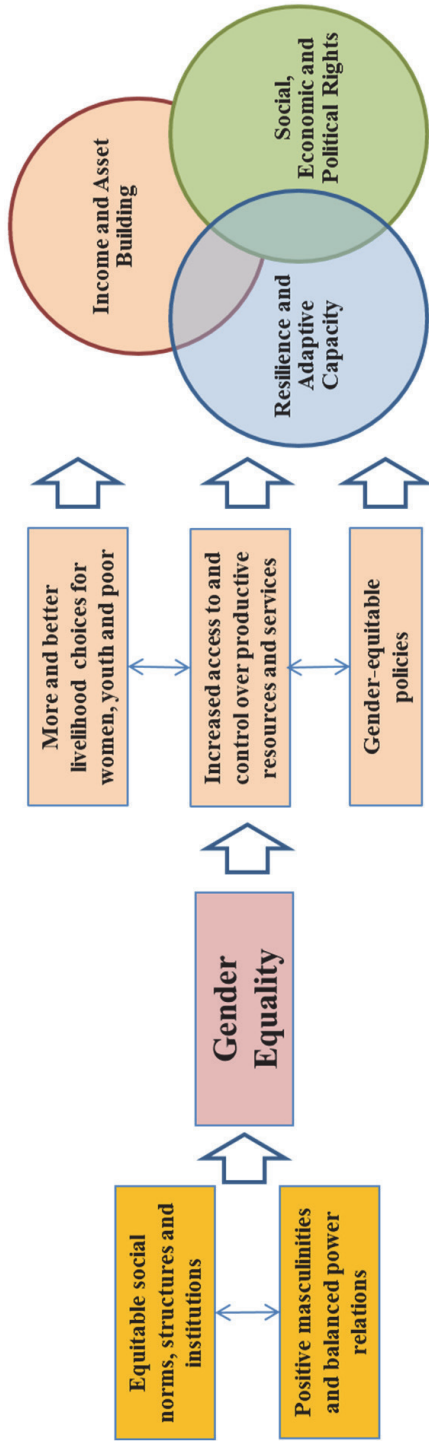 Equitable social
norms, structures and
institutions
Positive masculinities
and balanced power
relations
Gender
Equality
More and better
livelihood choices for
women, youth and poor
Increased access to and
control over productive
resources and services
Gender-equitable
policies
Income and Asset
Building
Resilience and
Adaptive
Capacity
Social,
Economic and
Political Rights